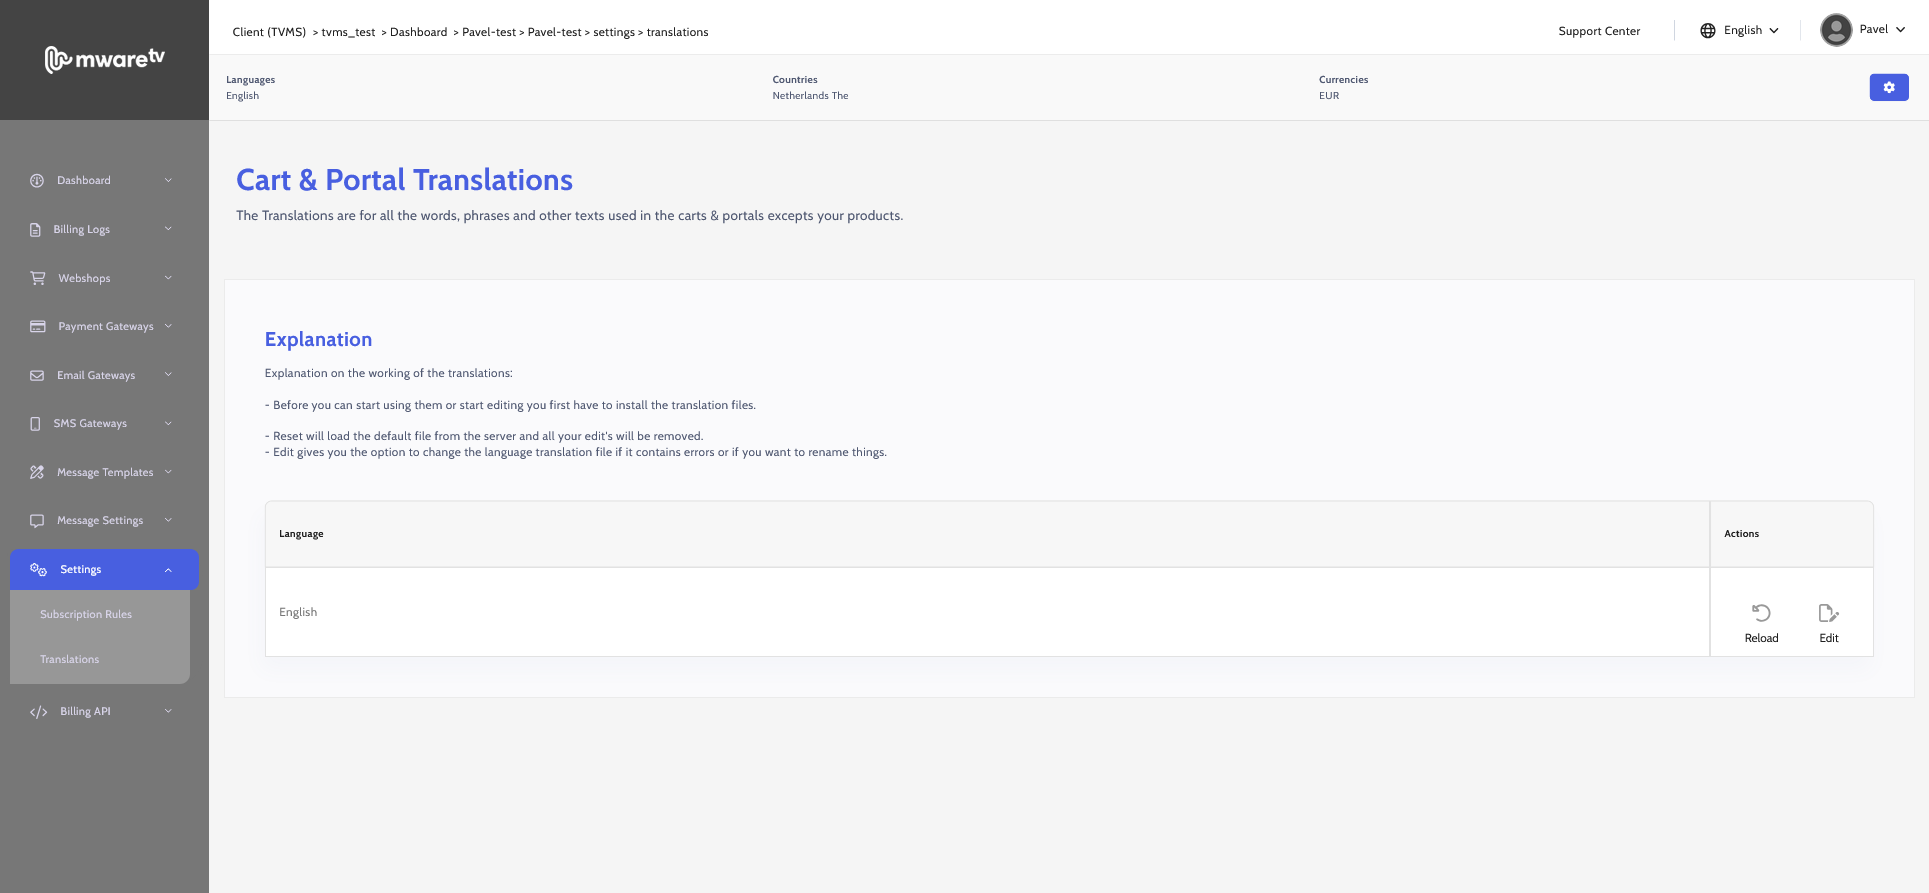 mwaretv
Client (TVMS) > tvms_test > Dashboard > Pavel-test > Pavel-test > settings > translations
Support Center
English
Pavel
Languages
English
Countries
Netherlands The
Currencies
EUR
Dashboard
Billing Logs
Webshops
Payment Gateways
Email Gateways
SMS Gateways
Message Templates
Message Settings
Settings
Subscription Rules
Translations
Billing API
Cart & Portal Translations
The Translations are for all the words, phrases and other texts used in the carts & portals excepts your products.
Explanation
Explanation on the working of the translations:
- Before you can start using them or start editing you first have to install the translation files.
- Reset will load the default file from the server and all your edit's will be removed.
- Edit gives you the option to change the language translation file if it contains errors or if you want to rename things.
Language
Actions
English
Reload
Edit